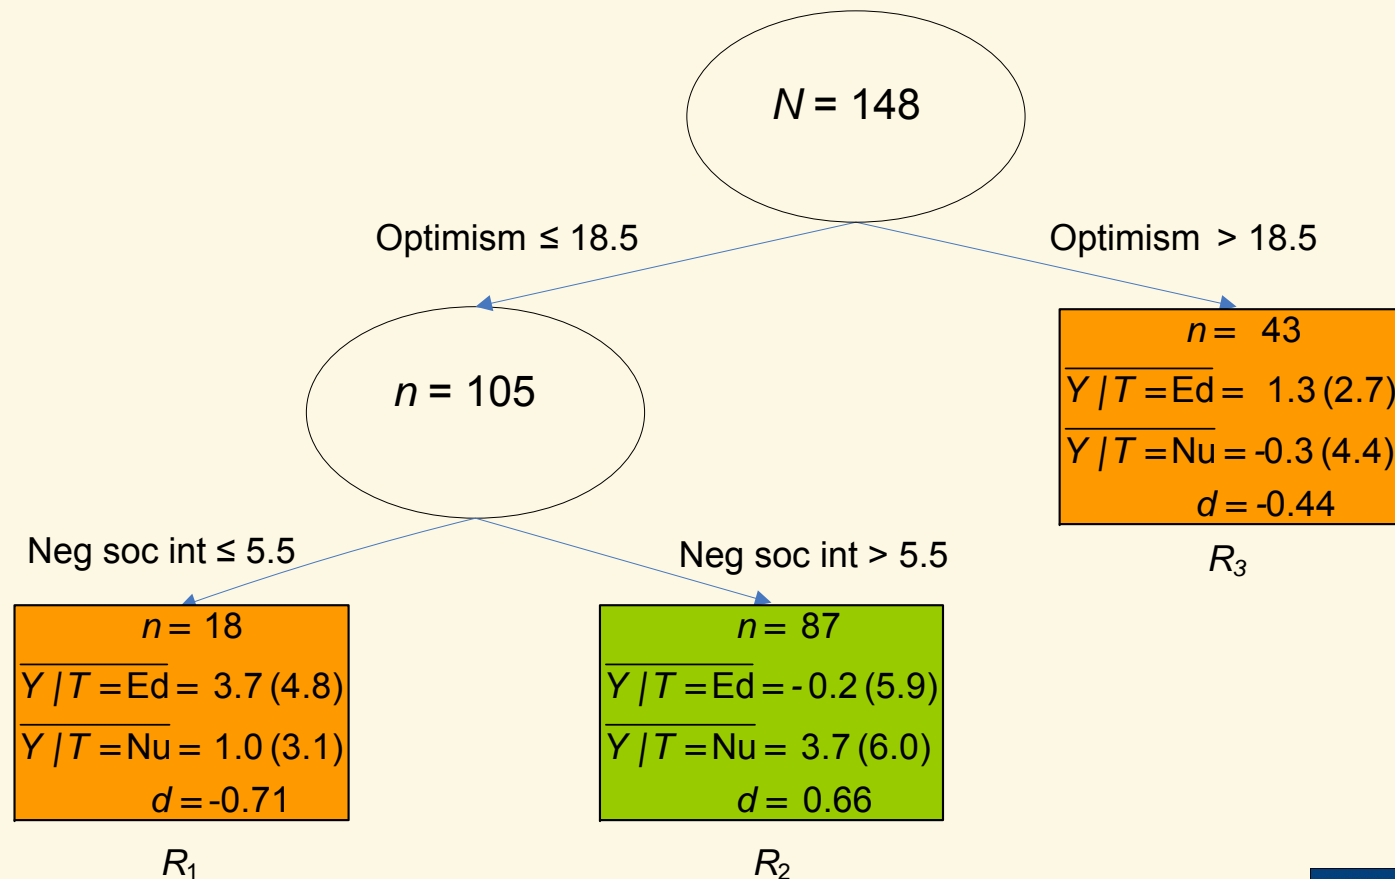 N = 148
Optimism ≤ 18.5
Optimism > 18.5
n = 105
n = 43
Y | T = Ed = 1.3 (2.7)
Y | T = Nu = -0.3 (4.4)
d = -0.44
R3
Neg soc int ≤ 5.5
Neg soc int > 5.5
n = 18
Y | T = Ed = 3.7 (4.8)
Y | T = Nu = 1.0 (3.1)
d = -0.71
R1
n = 87
Y | T = Ed = -0.2 (5.9)
Y | T = Nu = 3.7 (6.0)
d = 0.66
R2